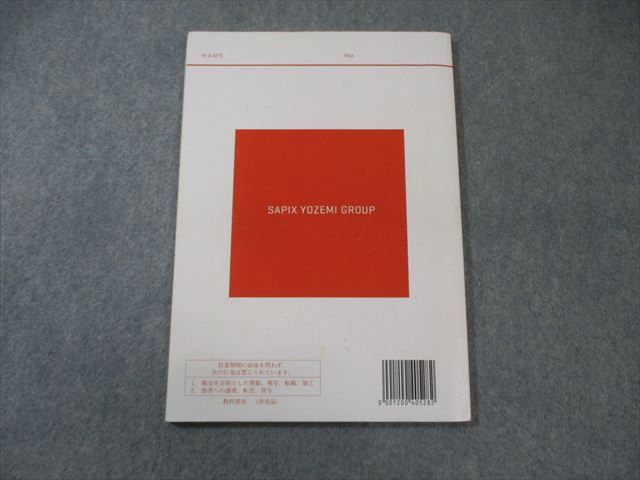 NAME No.
SAPIX YOZEMI GROUP
授業期間の前後を問わず、
次の行為は禁じられています。
1. 販売を目的とした複製、複写、転載、加工
2. 他者への譲渡、転売、貸与
教科書用 (非売品)
0 001200 405282